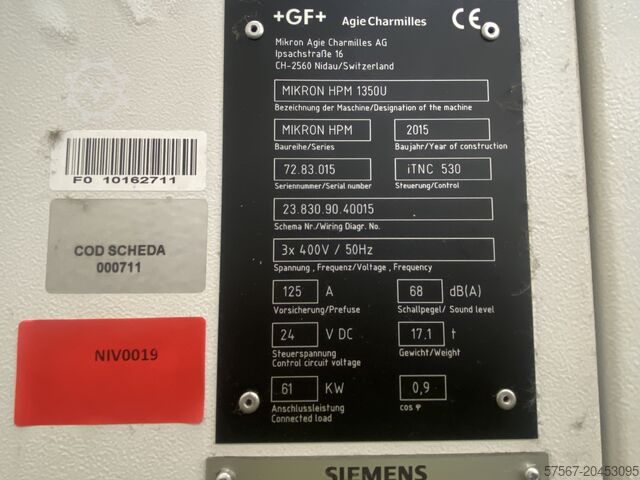 +GF+ AgieCharmilles CE
Mikron Agie Charmilles AG
Ipsachstraße 16
CH-2560 Nidau/Switzerland
MIKRON HPM 1350U
Bezeichnung der Maschine/Designation of the machine
MIKRON HPM 2015
Baureihe/Series Baujahr/Year of construction
72.83.015 iTNC 530
Seriennummer/Serial number Steuerung/Control
23.830.90.40015
Schema Nr./Wiring Diagr. No.
3x 400V / 50Hz
Spannung , Frequenz/Voltage , Frequency
125 A 68 dB(A)
Vorsicherung/Prefuse Schallpegel/ Sound level
24 V DC 17,1 t
Steuerspannung Gewicht/Weight
Control circuit voltage
61 KW 0,9
Anschlussleistung cos φ
Connected load
SIEMENS
F0 10162711
COD SCHEDA
000711
NIV0019
57567-20453095